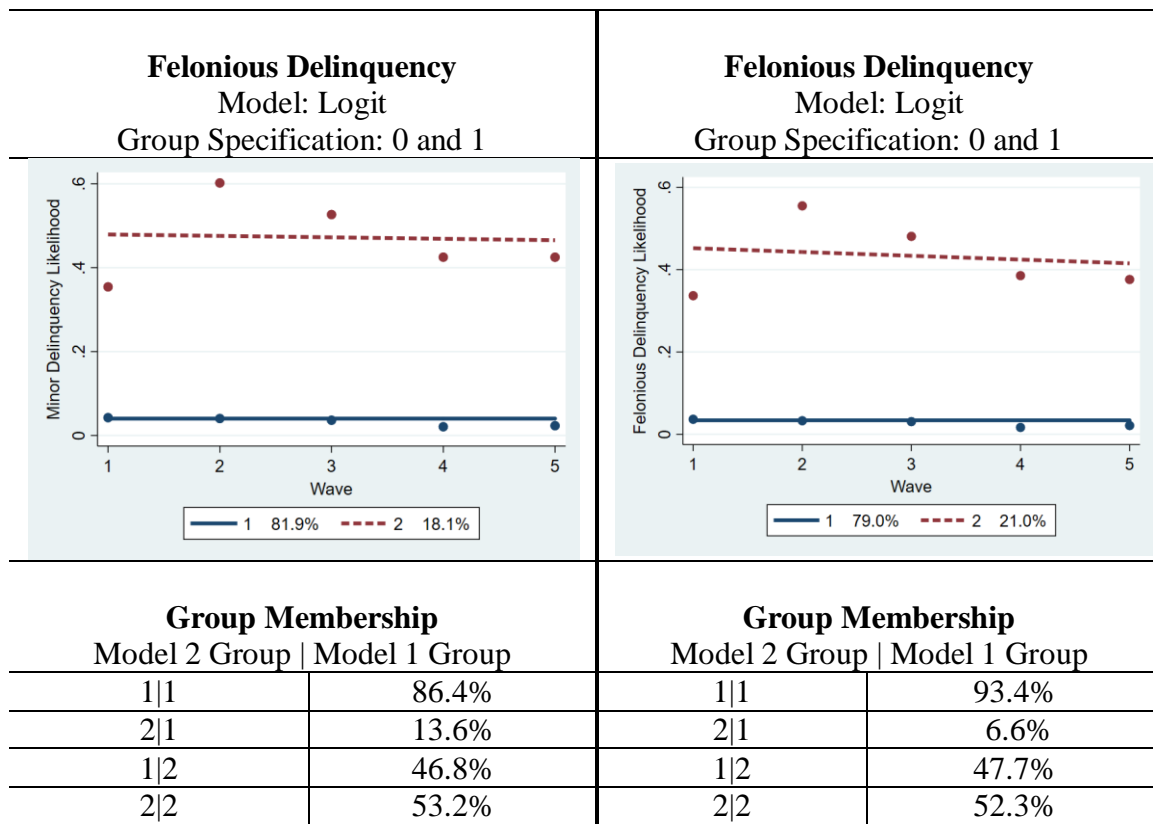 Felonious Delinquency
Model: Logit
Group Specification: 0 and 1
Felonious Delinquency
Model: Logit
Group Specification: 0 and 1
Minor Delinquency Likelihood
.6
.4
.2
0
1 2 3 4 5
Wave
1 81.9% 2 18.1%
Felonious Delinquency Likelihood
.6
.4
.2
0
1 2 3 4 5
Wave
1 79.0% 2 21.0%
Group Membership
Model 2 Group | Model 1 Group
Group Membership
Model 2 Group | Model 1 Group
1|1 86.4% 1|1 93.4%
2|1 13.6% 2|1 6.6%
1|2 46.8% 1|2 47.7%
2|2 53.2% 2|2 52.3%